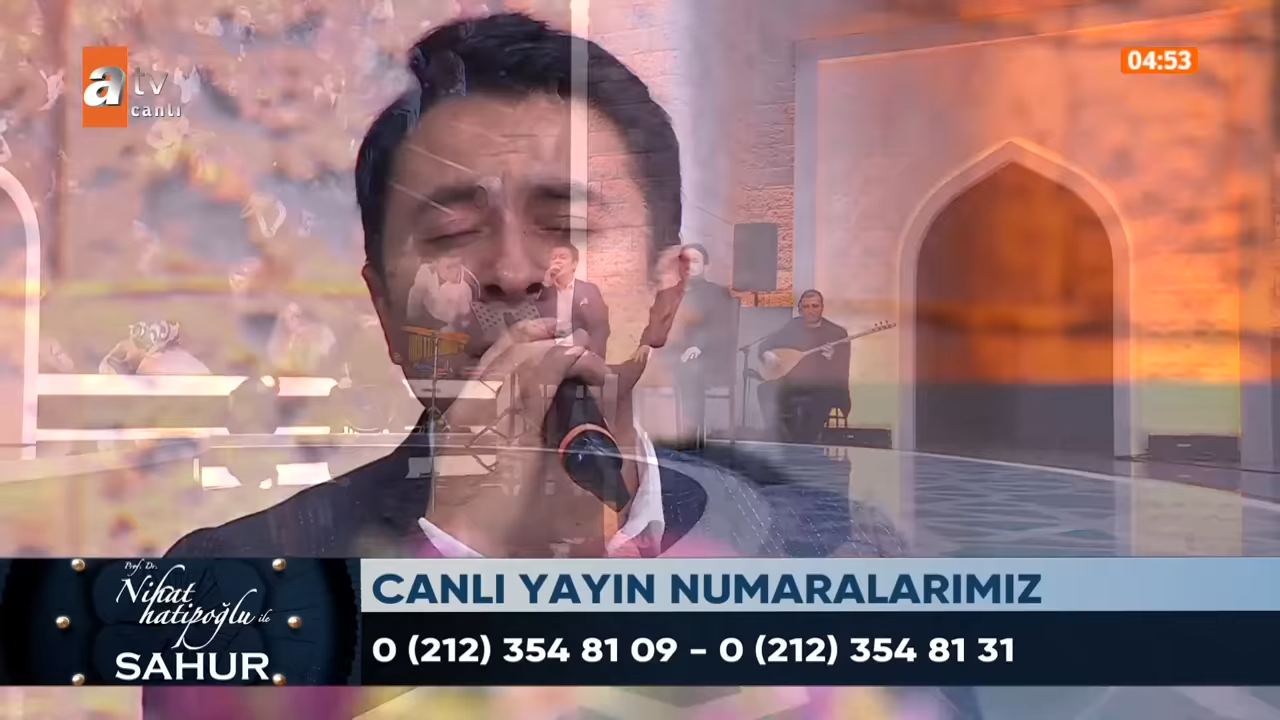 a tv
canlı
04:53
Prof. Dr.
Nihat
hatipoğlu ile
SAHUR
CANLI YAYIN NUMARALARIMIZ
0 (212) 354 81 09 - 0 (212) 354 81 31